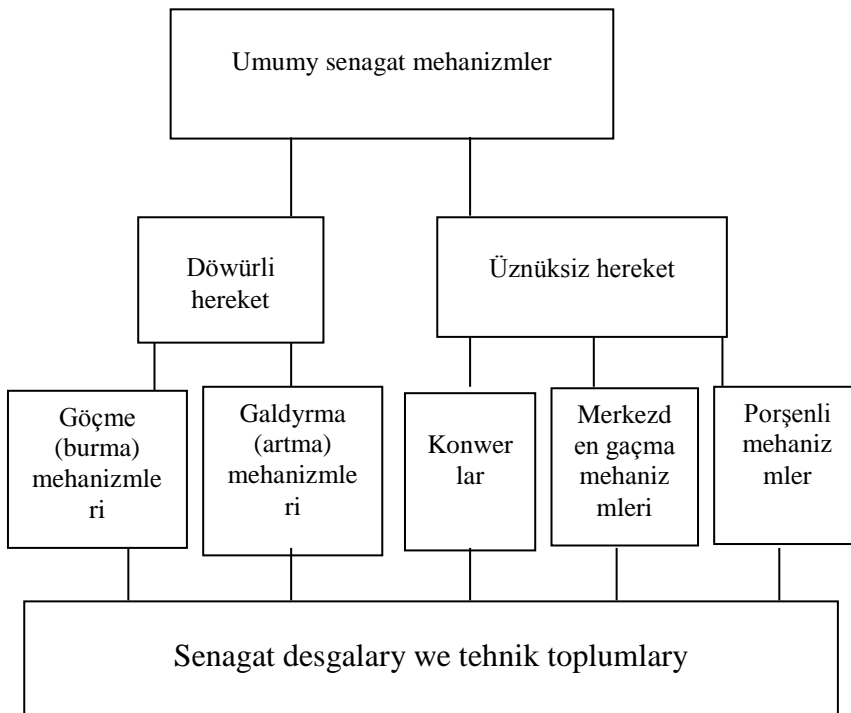 Umumy senagat mehanizmler
Döwürli
hereket
Üznüksiz hereket
Göçme
(burma)
mehanizmle
ri
Galdyrma
(artma)
mehanizmle
ri
Konwer
lar
Merkezd
en gaçma
mehaniz
mleri
Porşenli
mehaniz
mler
Senagat desgalary we tehnik toplumlary